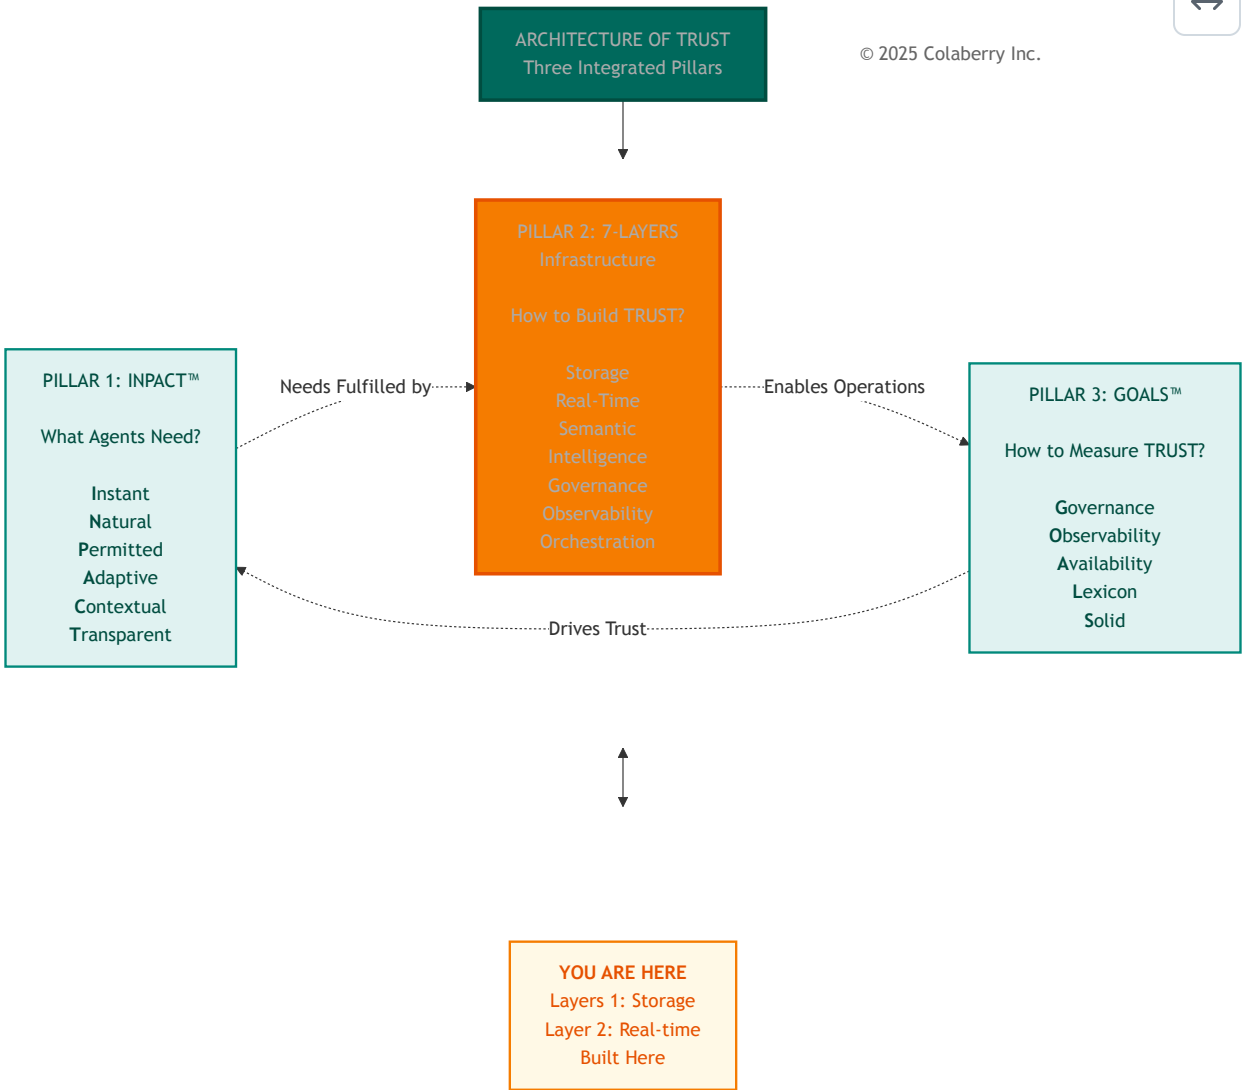 ARCHITECTURE OF TRUST
Three Integrated Pillars
© 2025 Colaberry Inc.
PILLAR 2: 7-LAYERS
Infrastructure
How to Build TRUST?
Storage
Real-Time
Semantic
Intelligence
Governance
Observability
Orchestration
PILLAR 1: INPACT™
What Agents Need?
Instant
Natural
Permitted
Adaptive
Contextual
Transparent
Needs Fulfilled by
Enables Operations
PILLAR 3: GOALS™
How to Measure TRUST?
Governance
Observability
Availability
Lexicon
Solid
Drives Trust
YOU ARE HERE
Layers 1: Storage
Layer 2: Real-time
Built Here